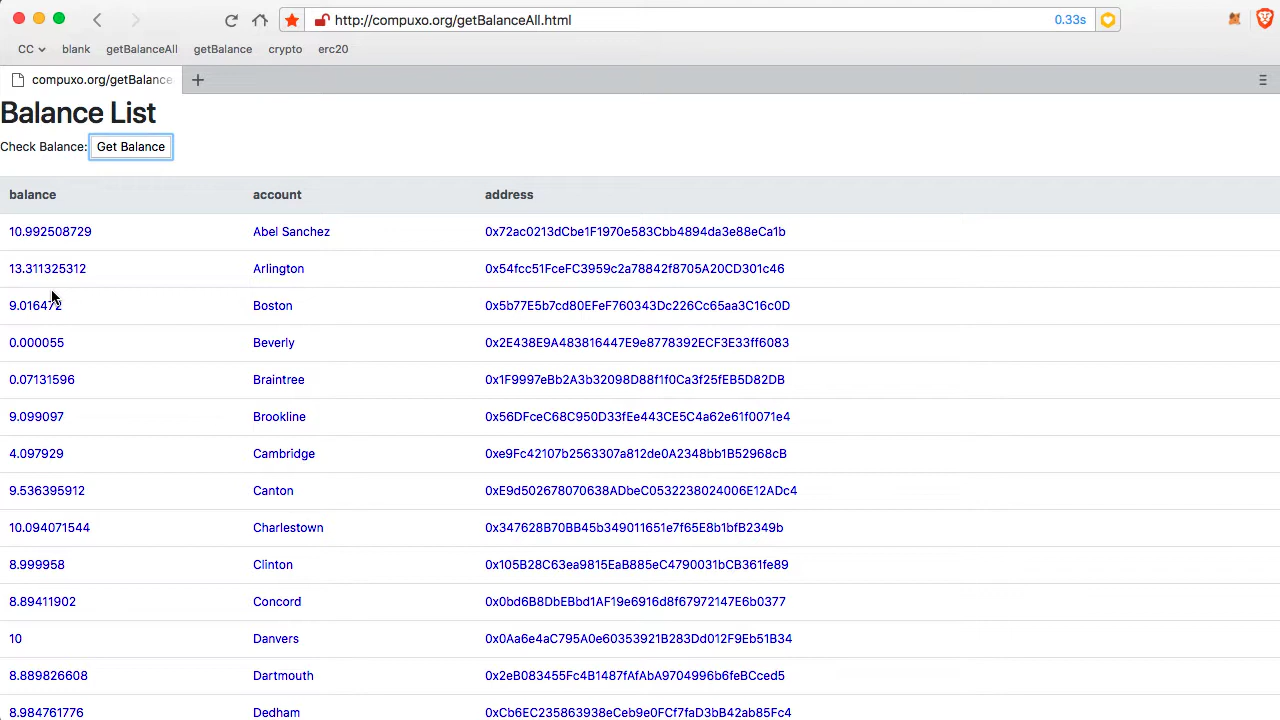 http://compuxo.org/getBalanceAll.html 0.33s
CC blank getBalanceAll getBalance crypto erc20
compuxo.org/getBalance
Balance List
Check Balance: Get Balance
balance account address
10.992508729 Abel Sanchez 0x72ac0213dCbe1F1970e583Cbb4894da3e88eCa1b
13.311325312 Arlington 0x54fcc51FceFC3959c2a78842f8705A20CD301c46
9.016472 Boston 0x5b77E5b7cd80EFeF760343Dc226Cc65aa3C16c0D
0.000055 Beverly 0x2E438E9A483816447E9e8778392ECF3E33ff6083
0.07131596 Braintree 0x1F9997eBb2A3b32098D88f1f0Ca3f25fEB5D82DB
9.099097 Brookline 0x56DFceC68C950D33fEe443CE5C4a62e61f0071e4
4.097929 Cambridge 0xe9Fc42107b2563307a812de0A2348bb1B52968cB
9.536395912 Canton 0xE9d502678070638ADbeC0532238024006E12ADc4
10.094071544 Charlestown 0x347628B70BB45b349011651e7f65E8b1bfB2349b
8.999958 Clinton 0x105B28C63ea9815EaB885eC4790031bCB361fe89
8.89411902 Concord 0x0bd6B8DbEBbd1AF19e6916d8f67972147E6b0377
10 Danvers 0x0Aa6e4aC795A0e60353921B283Dd012F9Eb51B34
8.889826608 Dartmouth 0x2eB083455Fc4B1487fAfAbA9704996b6feBCced5
8.984761776 Dedham 0xCb6EC235863938eCeb9e0FCf7faD3bB42ab85Fc4